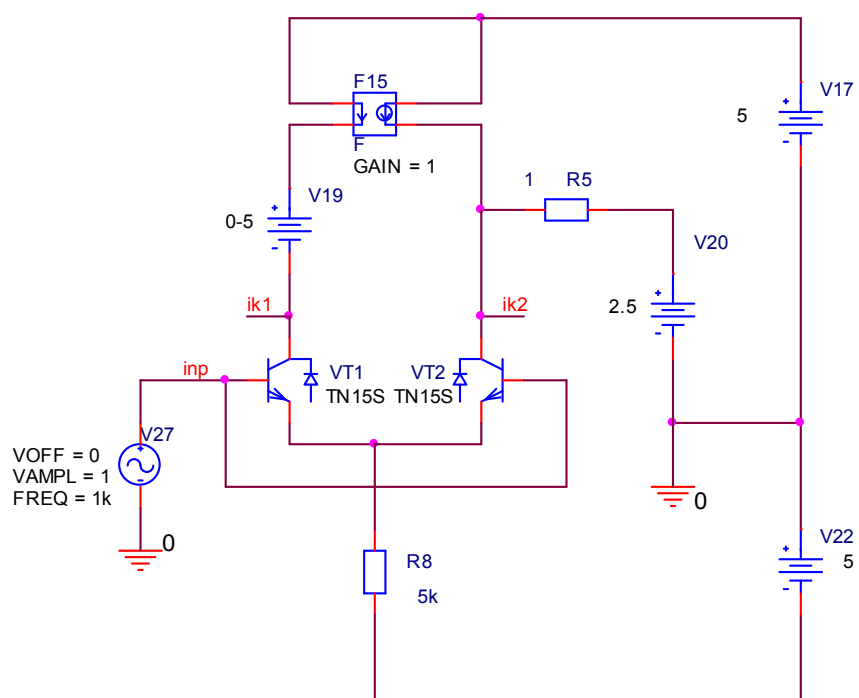 F15
F
GAIN = 1
V17
5
+
-
V19
0-5
+
-
1
R5
V20
2.5
+
-
ik1
ik2
inp
VT1
TN15S
VT2
TN15S
V27
+
-
VOFF = 0
VAMPL = 1
FREQ = 1k
0
0
R8
5k
V22
5
+
-